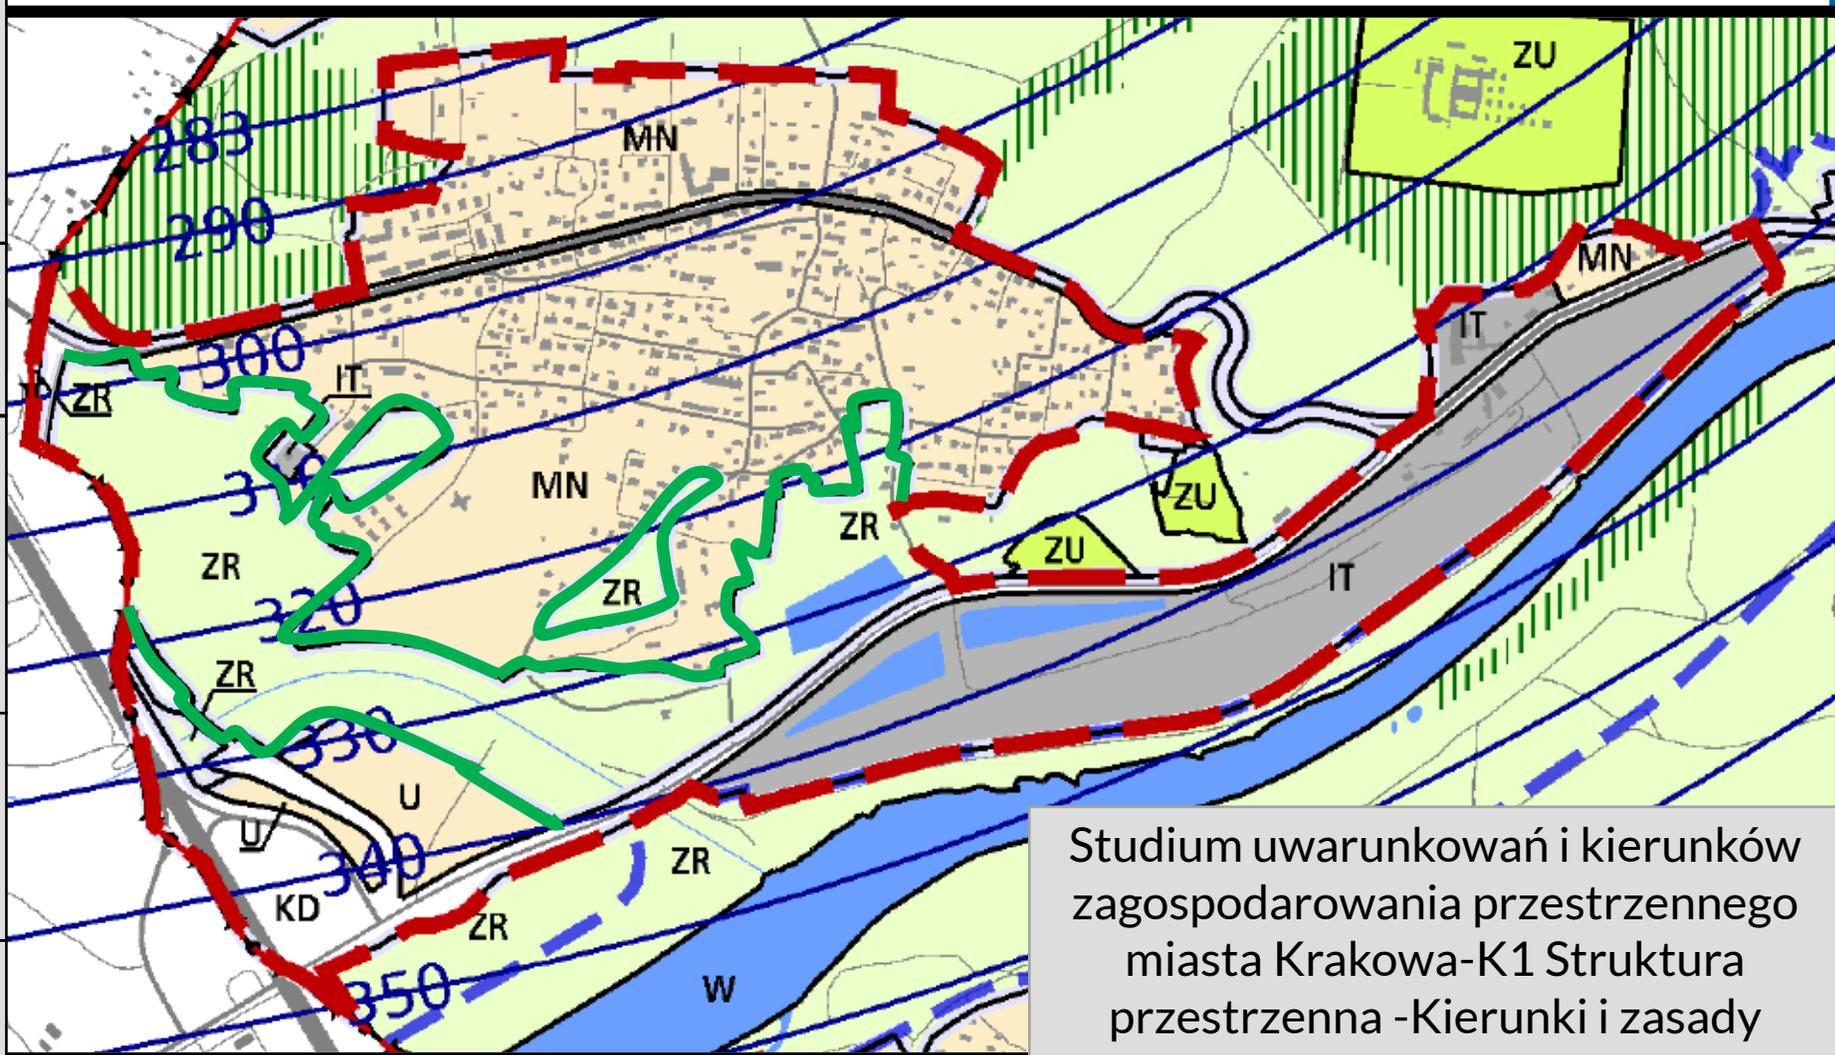 ZU
MN
283
290
MN
IT
300
IT
ZR
MN
ZU
ZR
ZU
ZR
ZR
IT
320
ZR
330
U
U
340
ZR
KD
ZR
350
W
Studium uwarunkowań i kierunków
zagospodarowania przestrzennego
miasta Krakowa-K1 Struktura
przestrzenna -Kierunki i zasady